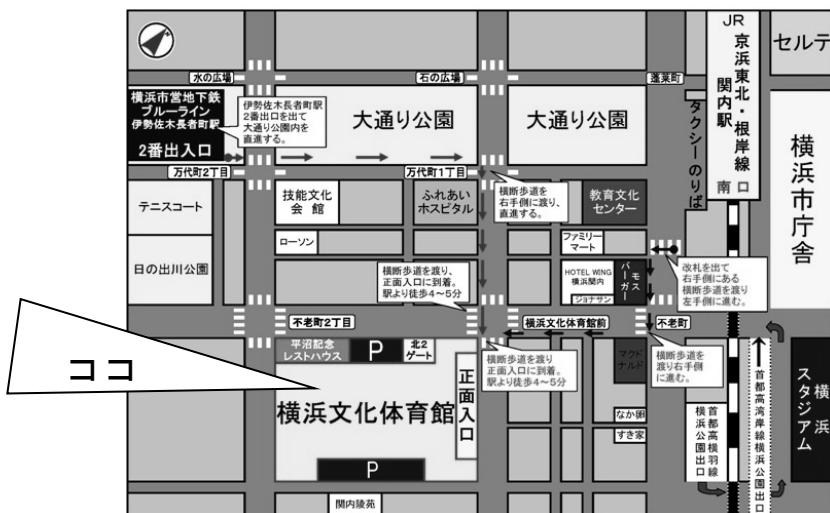 JR
京浜東北・根岸線
関内駅
南口
セルテ
水の広場
石の広場
蓬莱町
横浜市営地下鉄
ブルーライン
伊勢佐木長者町駅
2番出入口
伊勢佐木長者町駅
2番出口を出て
大通り公園内を
直進する。
大通り公園
大通り公園
タクシーのりば
横浜市庁舎
万代町2丁目
万代町1丁目
テニスコート
技能文化
会館
ふれあい
ホスピタル
横断歩道を
右手側に渡り、
直進する。
教育文化
センター
ローソン
ファミリー
マート
日の出川公園
横断歩道を渡り、
正面入口に到着。
駅より徒歩4~5分
HOTEL WING
横浜関内
ジョナサン
モス
バーガー
改札を出て
右手側にある
横断歩道を渡り
左手側に進む。
不老町2丁目
横浜文化体育館前
不老町
平沼記念
レストハウス
P
北2
ゲート
正面入口
横断歩道を渡り
正面入口に到着。
駅より徒歩4~5分
マクド
ナルド
横断歩道を
渡り右手側
に進む。
ココ
横浜文化体育館
なか卯
すき家
首都高横羽線
横浜公園出口
首都高湾岸線横浜公園出口
横浜
スタジアム
P
関内陵苑